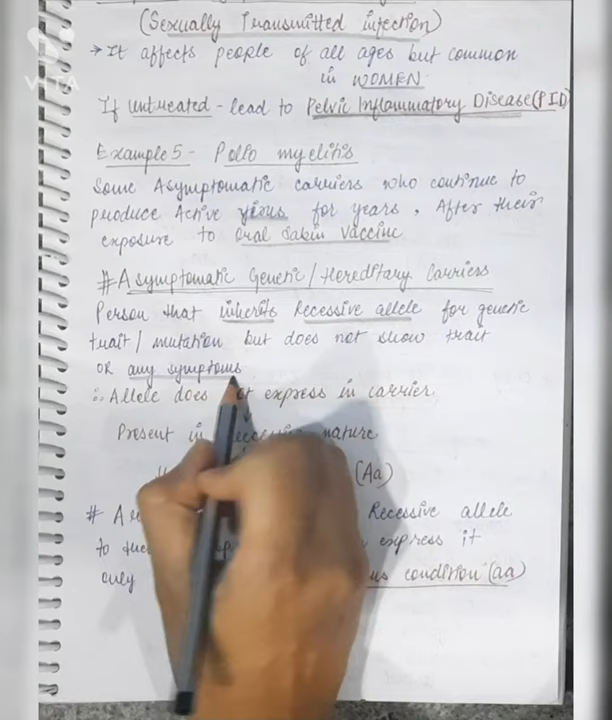 (Sexually Transmitted infection)
→ It affects people of all ages but common
in WOMEN
VITA
If untreated - lead to Pelvic Inflammatory Disease (PID)
Example 5 - Polio myelitis
Some Asymptomatic carriers who continue to
produce Active virus for years, After their
exposure to Oral Sabin Vaccine
# Asymptomatic Genetic / Hereditary Carriers
Person that inherits Recessive allele for genetic
trait / mutation but does not show trait
OR any symptoms
∴ Allele does express in carrier
Present in nature
(Aa)
# Recessive allele
to express it
only condition (aa)